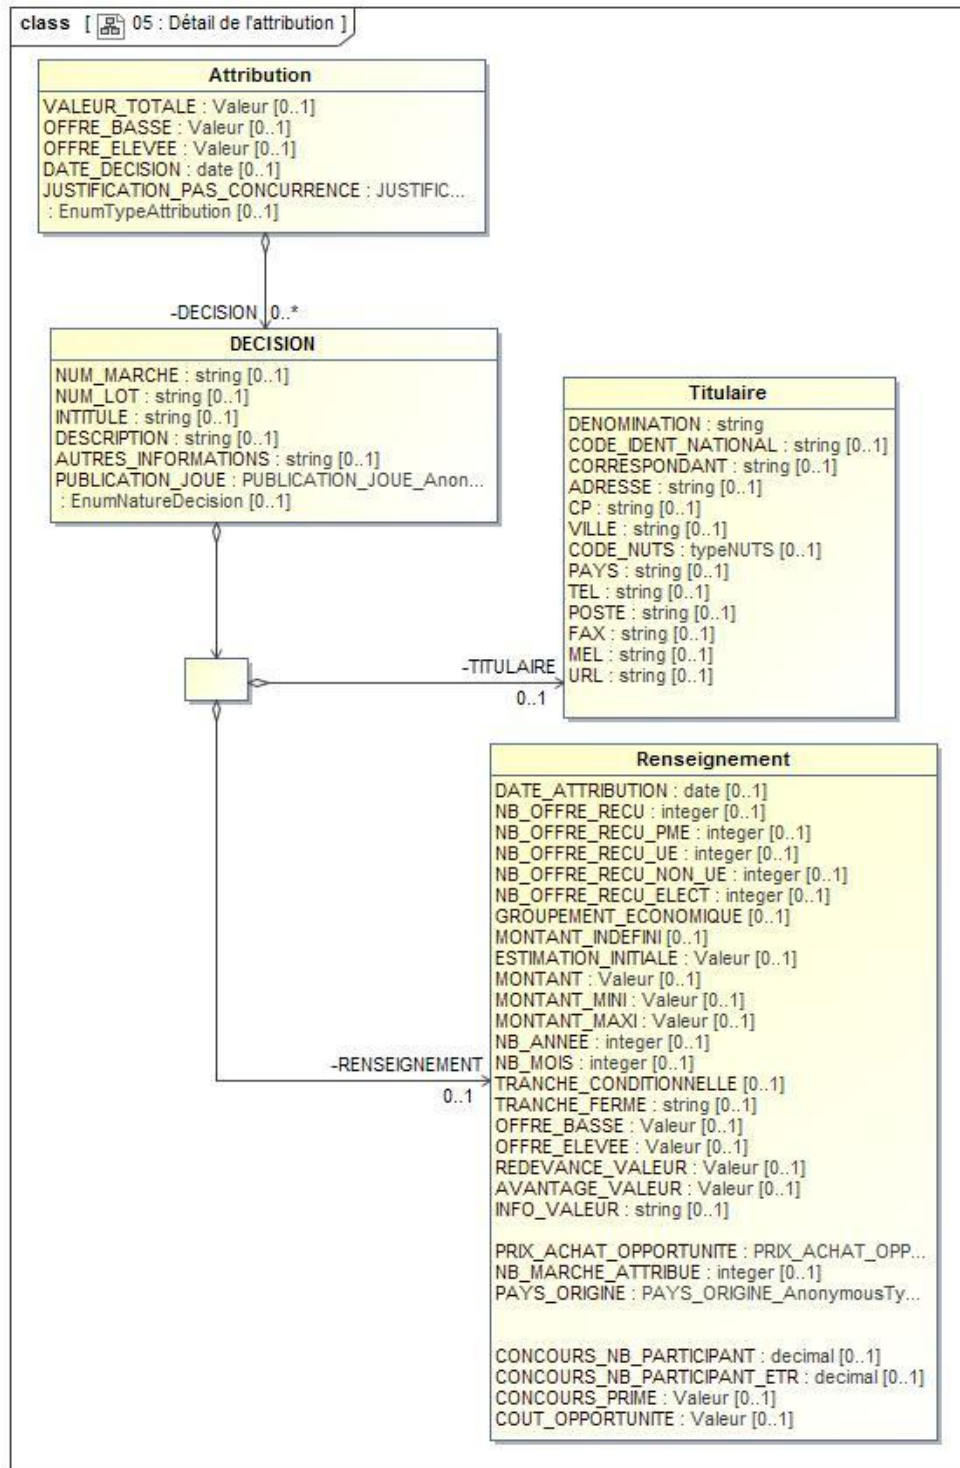 class [ 05 : Détail de l'attribution ]
Attribution
VALEUR_TOTALE : Valeur [0..1]
OFFRE_BASSE : Valeur [0..1]
OFFRE_ELEVEE : Valeur [0..1]
DATE_DECISION : date [0..1]
JUSTIFICATION_PAS_CONCURRENCE : JUSTIFIC...
: EnumTypeAttribution [0..1]
-DECISION 0..*
DECISION
NUM_MARCHE : string [0..1]
NUM_LOT : string [0..1]
INTITULE : string [0..1]
DESCRIPTION : string [0..1]
AUTRES_INFORMATIONS : string [0..1]
PUBLICATION_JOUE : PUBLICATION_JOUE_Anon...
: EnumNatureDecision [0..1]
Titulaire
DENOMINATION : string
CODE_IDENT_NATIONAL : string [0..1]
CORRESPONDANT : string [0..1]
ADRESSE : string [0..1]
CP : string [0..1]
VILLE : string [0..1]
CODE_NUTS : typeNUTS [0..1]
PAYS : string [0..1]
TEL : string [0..1]
POSTE : string [0..1]
FAX : string [0..1]
MEL : string [0..1]
URL : string [0..1]
-TITULAIRE
0..1
Renseignement
DATE_ATTRIBUTION : date [0..1]
NB_OFFRE_RECU : integer [0..1]
NB_OFFRE_RECU_PME : integer [0..1]
NB_OFFRE_RECU_UE : integer [0..1]
NB_OFFRE_RECU_NON_UE : integer [0..1]
NB_OFFRE_RECU_ELECT : integer [0..1]
GROUPEMENT_ECONOMIQUE [0..1]
MONTANT_INDEFINI [0..1]
ESTIMATION_INITIALE : Valeur [0..1]
MONTANT : Valeur [0..1]
MONTANT_MINI : Valeur [0..1]
MONTANT_MAXI : Valeur [0..1]
NB_ANNEE : integer [0..1]
NB_MOIS : integer [0..1]
TRANCHE_CONDITIONNELLE [0..1]
TRANCHE_FERME : string [0..1]
OFFRE_BASSE : Valeur [0..1]
OFFRE_ELEVEE : Valeur [0..1]
REDEVANCE_VALEUR : Valeur [0..1]
AVANTAGE_VALEUR : Valeur [0..1]
INFO_VALEUR : string [0..1]
PRIX_ACHAT_OPPORTUNITE : PRIX_ACHAT_OPP...
NB_MARCHE_ATTRIBUE : integer [0..1]
PAYS_ORIGINE : PAYS_ORIGINE_AnonymousTy...
CONCOURS_NB_PARTICIPANT : decimal [0..1]
CONCOURS_NB_PARTICIPANT_ETR : decimal [0..1]
CONCOURS_PRIME : Valeur [0..1]
COUT_OPPORTUNITE : Valeur [0..1]
-RENSEIGNEMENT
0..1